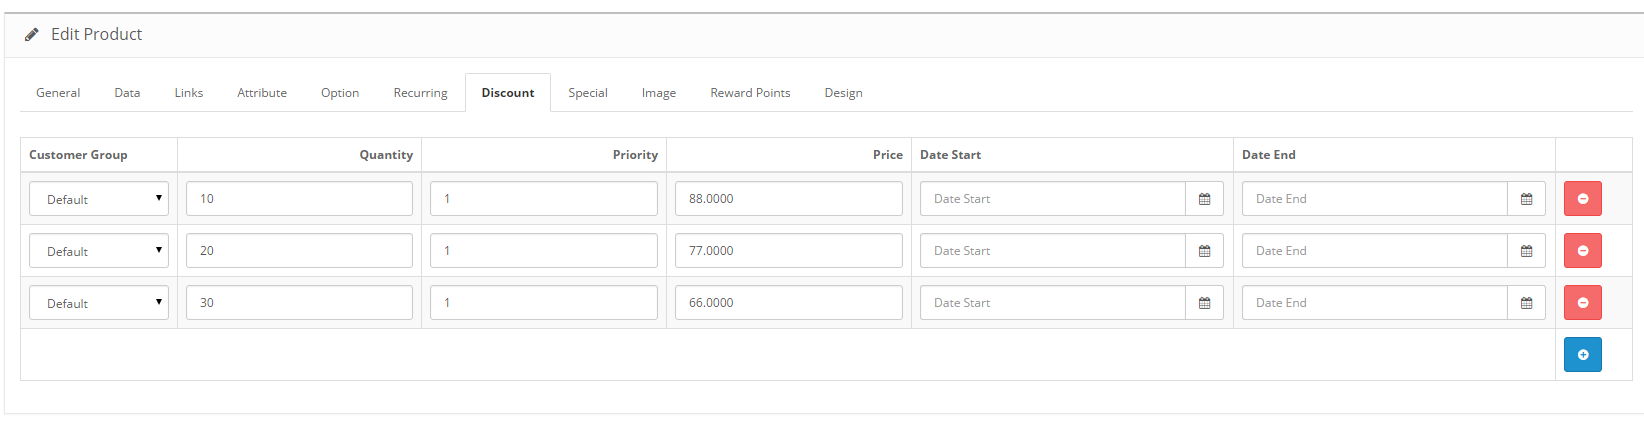 Edit Product
General Data Links Attribute Option Recurring Discount Special Image Reward Points Design
Customer Group Quantity Priority Price Date Start Date End
Default 10 1 88.0000 Date Start Date End
Default 20 1 77.0000 Date Start Date End
Default 30 1 66.0000 Date Start Date End